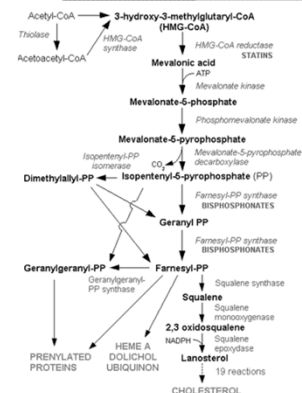 Acetyl-CoA
3-hydroxy-3-methylglutaryl-CoA
(HMG-CoA)
Thiolase
HMG-CoA
synthase
Acetoacetyl-CoA
HMG-CoA reductase
STATINS
Mevalonic acid
ATP
Mevalonate kinase
Mevalonate-5-phosphate
Phosphomevalonate kinase
Mevalonate-5-pyrophosphate
Isopentenyl-PP
isomerase
CO2
Mevalonate-5-pyrophosphate
decarboxylase
Dimethylallyl-PP
Isopentenyl-5-pyrophosphate (PP)
Farnesyl-PP synthase
BISPHOSPHONATES
Geranyl PP
Farnesyl-PP synthase
BISPHOSPHONATES
Geranylgeranyl-PP
Farnesyl-PP
Geranylgeranyl-
PP synthase
Squalene synthase
Squalene
Squalene
monooxygenase
2,3 oxidosqualene
NADPH
Squalene
epoxydase
Lanosterol
PRENYLATED
PROTEINS
HEME A
DOLICHOL
UBIQUINON
19 reactions
CHOLESTEROL